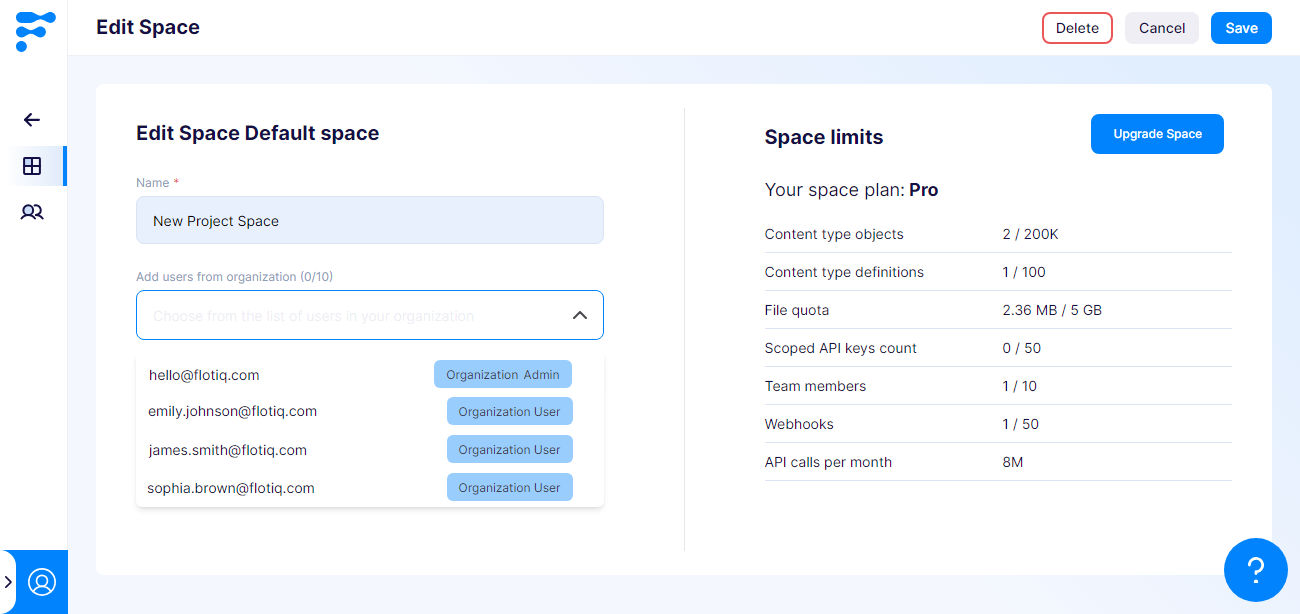 Edit Space
Delete
Cancel
Save
Edit Space Default space
Name *
New Project Space
Add users from organization (0/10)
Choose from the list of users in your organization
hello@flotiq.com Organization Admin
emily.johnson@flotiq.com Organization User
james.smith@flotiq.com Organization User
sophia.brown@flotiq.com Organization User
Space limits
Upgrade Space
Your space plan: Pro
Content type objects 2 / 200K
Content type definitions 1 / 100
File quota 2.36 MB / 5 GB
Scoped API keys count 0 / 50
Team members 1 / 10
Webhooks 1 / 50
API calls per month 8M
?